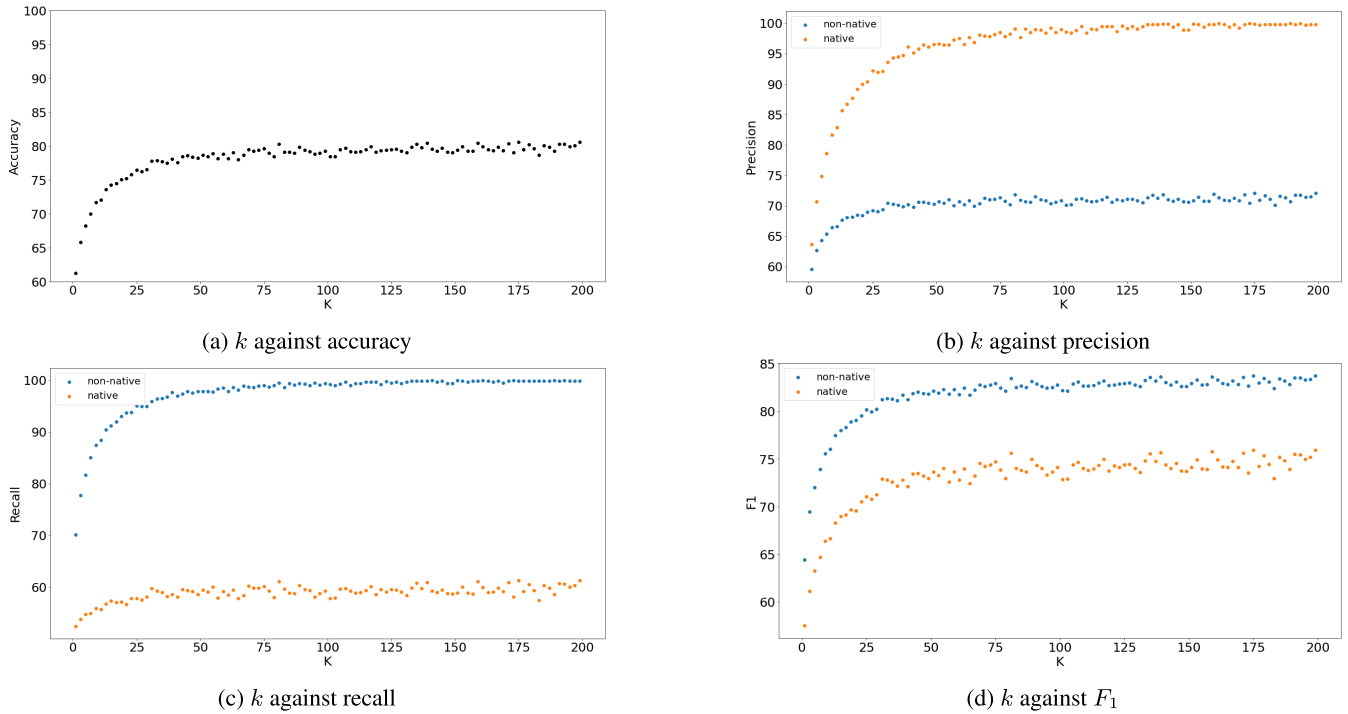 100
95
90
85
80
75
70
65
60
Accuracy
0 25 50 75 100 125 150 175 200
K
(a) k against accuracy
100
95
90
85
80
75
70
65
60
Precision
non-native
native
0 25 50 75 100 125 150 175 200
K
(b) k against precision
100
90
80
70
60
Recall
non-native
native
0 25 50 75 100 125 150 175 200
K
(c) k against recall
85
80
75
70
65
60
F1
non-native
native
0 25 50 75 100 125 150 175 200
K
(d) k against F1